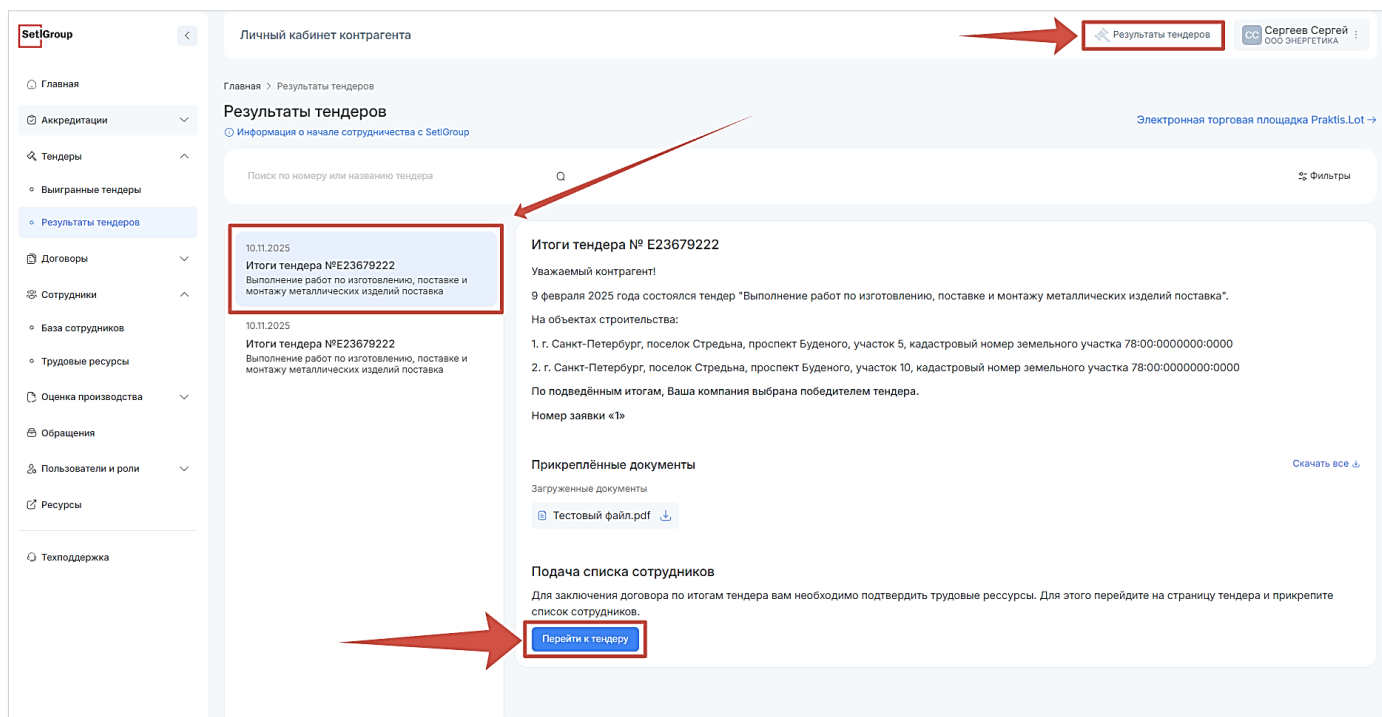 SetlGroup
Личный кабинет контрагента
Результаты тендеров
СС
Сергеев Сергей
ООО ЭНЕРГЕТИКА
Главная
Аккредитации
Тендеры
Выигранные тендеры
Результаты тендеров
Договоры
Сотрудники
База сотрудников
Трудовые ресурсы
Оценка производства
Обращения
Пользователи и роли
Ресурсы
Техподдержка
Главная > Результаты тендеров
Результаты тендеров
Информация о начале сотрудничества с SetlGroup
Электронная торговая площадка Praktis.Lot →
Поиск по номеру или названию тендера
Фильтры
10.11.2025
Итоги тендера №E23679222
Выполнение работ по изготовлению, поставке и
монтажу металлических изделий поставка
10.11.2025
Итоги тендера №E23679222
Выполнение работ по изготовлению, поставке и
монтажу металлических изделий поставка
Итоги тендера № E23679222
Уважаемый контрагент!
9 февраля 2025 года состоялся тендер "Выполнение работ по изготовлению, поставке и монтажу металлических изделий поставка".
На объектах строительства:
1. г. Санкт-Петербург, поселок Стредьна, проспект Буденого, участок 5, кадастровый номер земельного участка 78:00:0000000:0000
2. г. Санкт-Петербург, поселок Стредьна, проспект Буденого, участок 10, кадастровый номер земельного участка 78:00:0000000:0000
По подведённым итогам, Ваша компания выбрана победителем тендера.
Номер заявки «1»
Прикреплённые документы
Скачать все
Загруженные документы
Тестовый файл.pdf
Подача списка сотрудников
Для заключения договора по итогам тендера вам необходимо подтвердить трудовые рессурсы. Для этого перейдите на страницу тендера и прикрепите
список сотрудников.
Перейти к тендеру